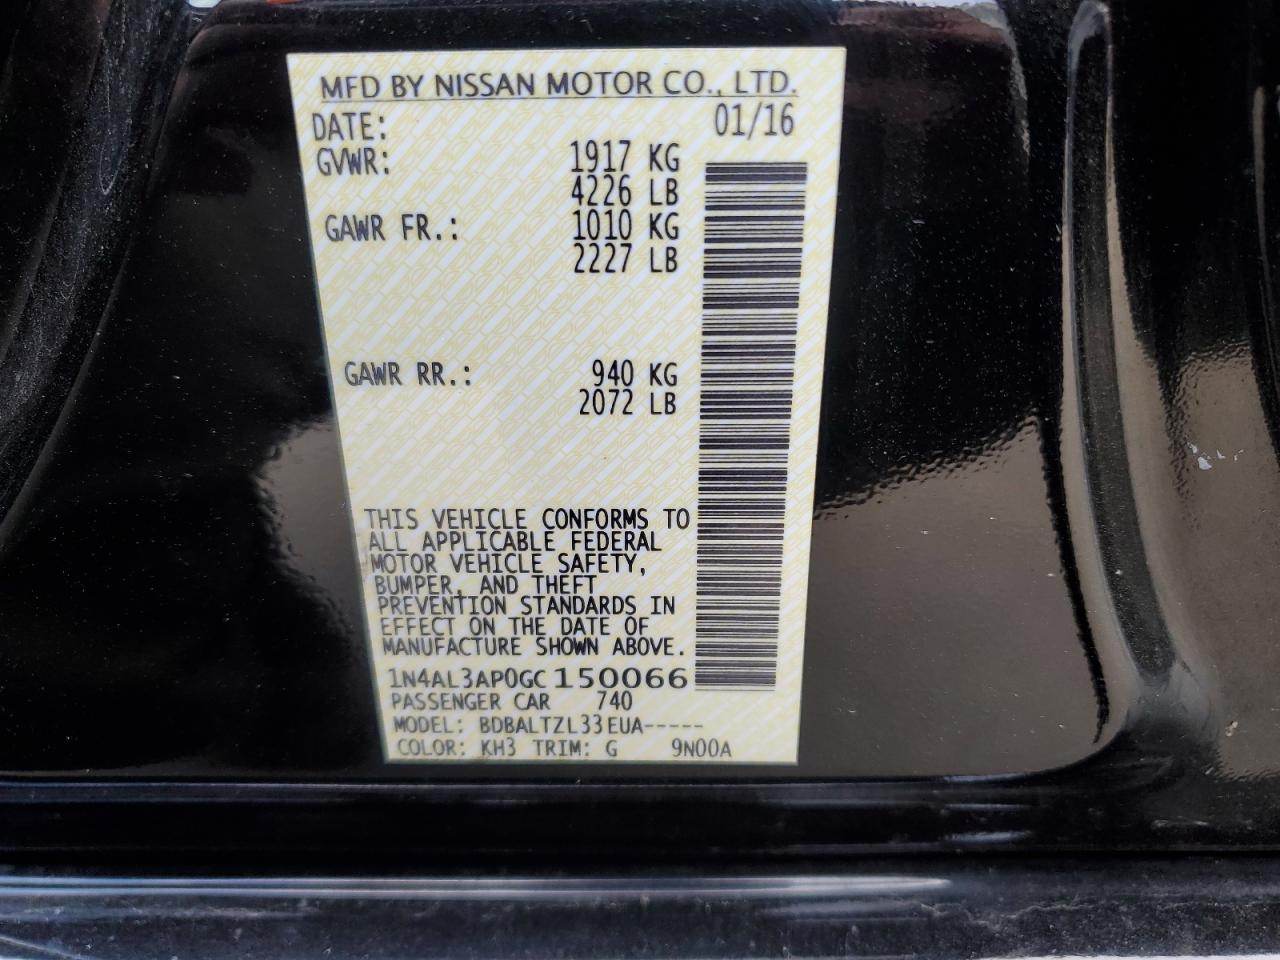 MFD BY NISSAN MOTOR CO., LTD.
DATE: 01/16
GVWR: 1917 KG
4226 LB
GAWR FR.: 1010 KG
2227 LB
GAWR RR.: 940 KG
2072 LB
THIS VEHICLE CONFORMS TO
ALL APPLICABLE FEDERAL
MOTOR VEHICLE SAFETY,
BUMPER, AND THEFT
PREVENTION STANDARDS IN
EFFECT ON THE DATE OF
MANUFACTURE SHOWN ABOVE.
1N4AL3AP0GC150066
PASSENGER CAR 740
MODEL: BDBALTZL33EUA-----
COLOR: KH3 TRIM: G 9N00A